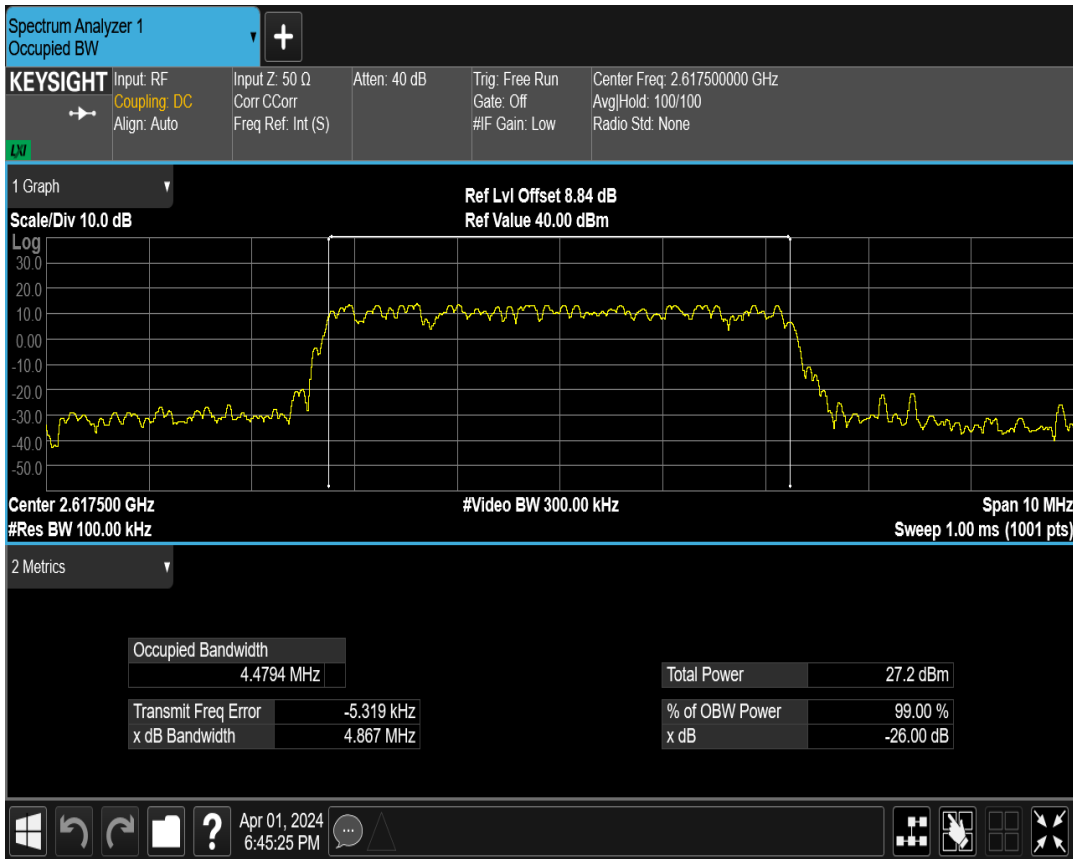 Spectrum Analyzer 1
Occupied BW
+
KEYSIGHT
LXI
Input: RF
Coupling: DC
Align: Auto
Input Z: 50 Ω
Corr CCorr
Freq Ref: Int (S)
Atten: 40 dB
Trig: Free Run
Gate: Off
#IF Gain: Low
Center Freq: 2.617500000 GHz
Avg|Hold: 100/100
Radio Std: None
1 Graph
Scale/Div 10.0 dB
Ref Lvl Offset 8.84 dB
Ref Value 40.00 dBm
Log
30.0
20.0
10.0
0.00
-10.0
-20.0
-30.0
-40.0
-50.0
Center 2.617500 GHz
#Video BW 300.00 kHz
Span 10 MHz
#Res BW 100.00 kHz
Sweep 1.00 ms (1001 pts)
2 Metrics
Occupied Bandwidth
4.4794 MHz
Total Power 27.2 dBm
Transmit Freq Error -5.319 kHz
% of OBW Power 99.00 %
x dB Bandwidth 4.867 MHz
x dB -26.00 dB
?
Apr 01, 2024
6:45:25 PM